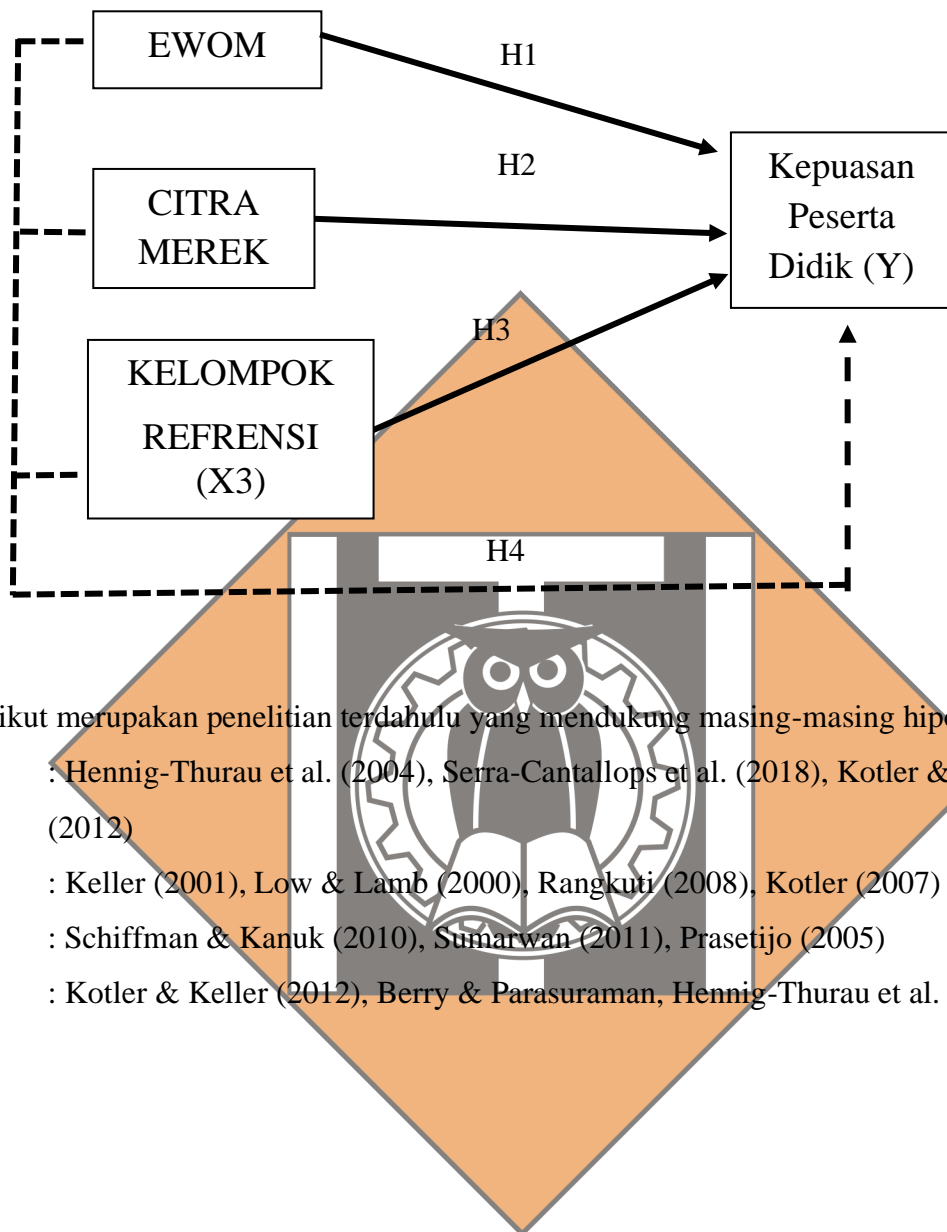 EWOM
H1
H2
CITRA
MEREK
Kepuasan
Peserta
Didik (Y)
H3
KELOMPOK
REFRENSI
(X3)
H4
ikut merupakan penelitian terdahulu yang mendukung masing-masing
: Hennig-Thurau et al. (2004), Serra-Cantallops et al. (2018), Kotler &
(2012)
: Keller (2001), Low & Lamb (2000), Rangkuti (2008), Kotler (2007)
: Schiffman & Kanuk (2010), Sumarwan (2011), Prasetijo (2005)
: Kotler & Keller (2012), Berry & Parasuraman, Hennig-Thurau et al.